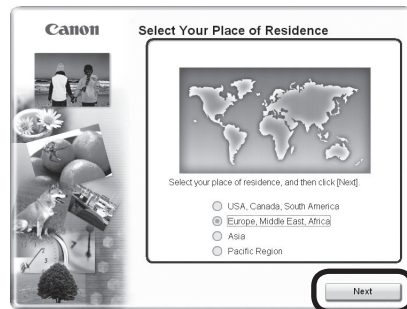 Canon
Select Your Place of Residence
Select your place of residence, and then click [Next].
USA, Canada, South America
Europe, Middle East, Africa
Asia
Pacific Region
Next